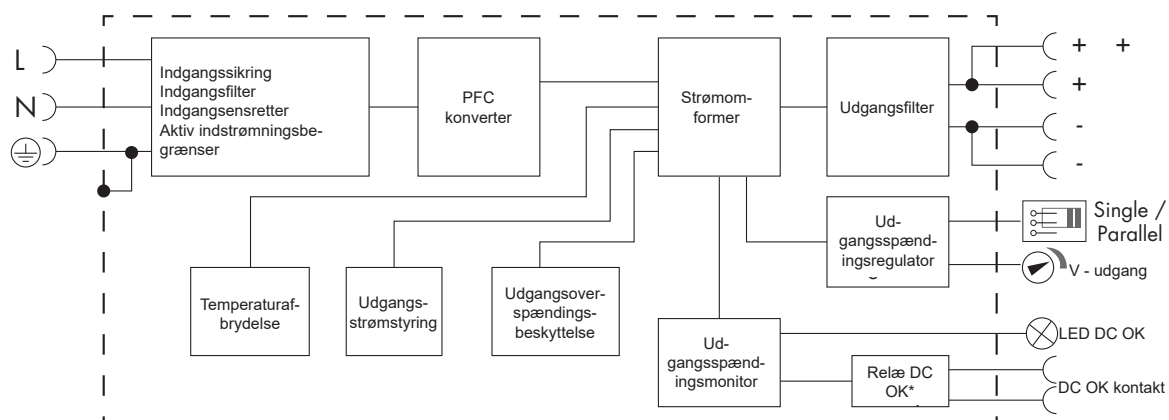 L
N
Indgangssikring
Indgangsfilter
Indgangsensretter
Aktiv indstrømningsbe-
grænser
PFC
konverter
Strømom-
former
Udgangsfilter
+ +
+
-
-
Ud-
gangsspænd-
ingsregulator
Single /
Parallel
V - udgang
Temperaturaf-
brydelse
Udgangs-
strømstyring
Udgangsover-
spændings-
beskyttelse
Ud-
gangsspænd-
ingsmonitor
LED DC OK
Relæ DC
OK*
DC OK kontakt